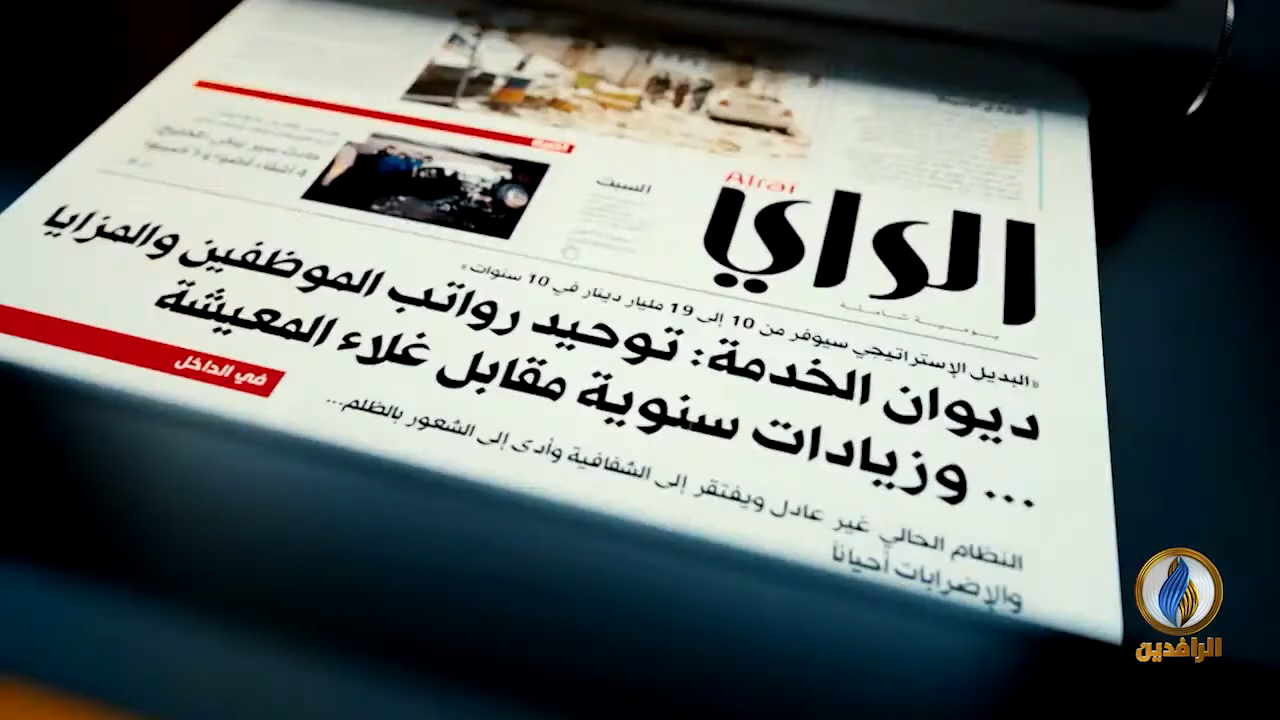 Alrai
الراي
يومية شاملة
السبت
«البديل الإستراتيجي سيوفر من 10 إلى 19 مليار دينار في 10 سنوات»
ديوان الخدمة: توحيد رواتب الموظفين والمزايا
... وزيادات سنوية مقابل غلاء المعيشة
النظام الحالي غير عادل ويفتقر إلى الشفافية وأدى إلى الشعور بالظلم...
والإضرابات أحياناً
في الداخل
الرافدين